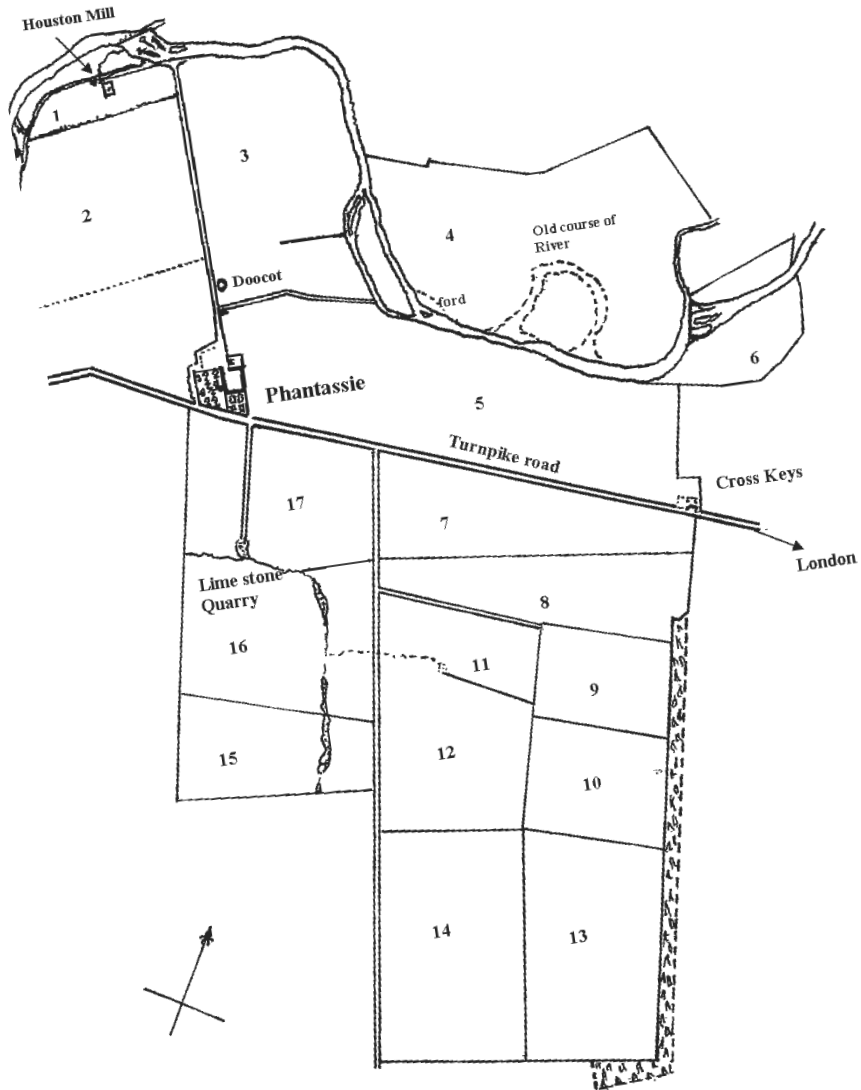 Houston Mill
1
3
2
4
Old course of
River
Doocot
ford
6
Phantassie
5
Turnpike road
Cross Keys
17
7
London
Lime stone
Quarry
8
16
11
9
15
12
10
14
13